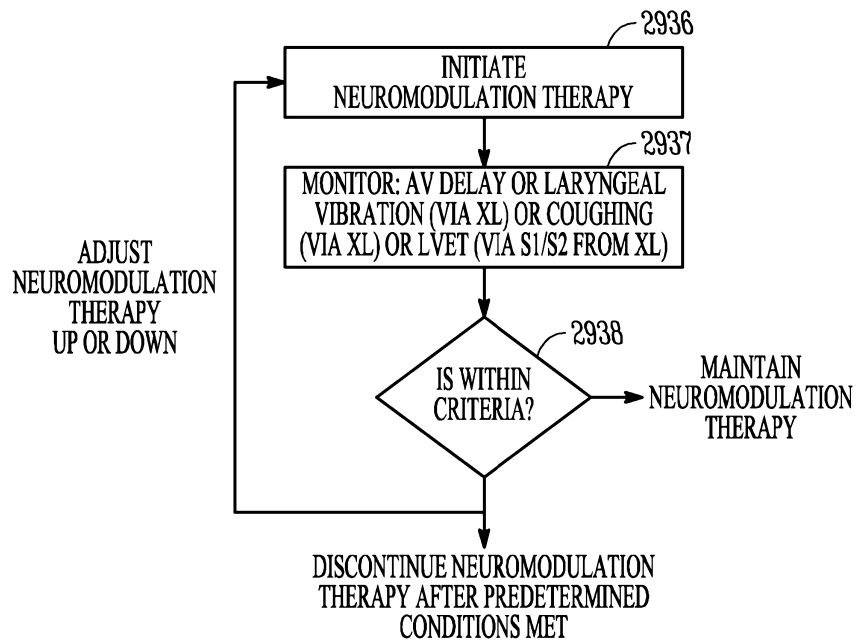 2936
INITIATE
NEUROMODULATION THERAPY
2937
MONITOR: AV DELAY OR LARYNGEAL
VIBRATION (VIA XL) OR COUGHING
(VIA XL) OR LVET (VIA S1/S2 FROM XL)
ADJUST
NEUROMODULATION
THERAPY
UP OR DOWN
2938
IS WITHIN
CRITERIA?
MAINTAIN
NEUROMODULATION
THERAPY
DISCONTINUE NEUROMODULATION
THERAPY AFTER PREDETERMINED
CONDITIONS MET